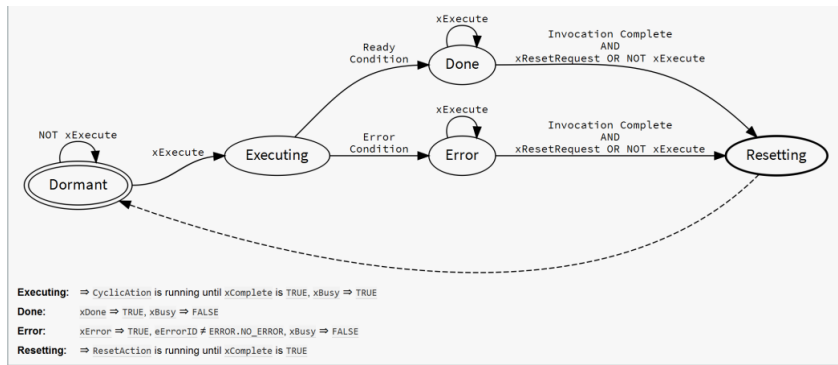 xExecute
Invocation Complete
AND
xResetRequest OR NOT xExecute
Ready
Condition
Done
xExecute
Invocation Complete
AND
xResetRequest OR NOT xExecute
NOT xExecute
xExecute
Error
Condition
Executing
Error
Resetting
Dormant
Executing: ⇒ CyclicAtion is running until xComplete is TRUE, xBusy ⇒ TRUE
Done: xDone ⇒ TRUE, xBusy ⇒ FALSE
Error: xError ⇒ TRUE, eErrorID ≠ ERROR.NO_ERROR, xBusy ⇒ FALSE
Resetting: ⇒ ResetAction is running until xComplete is TRUE